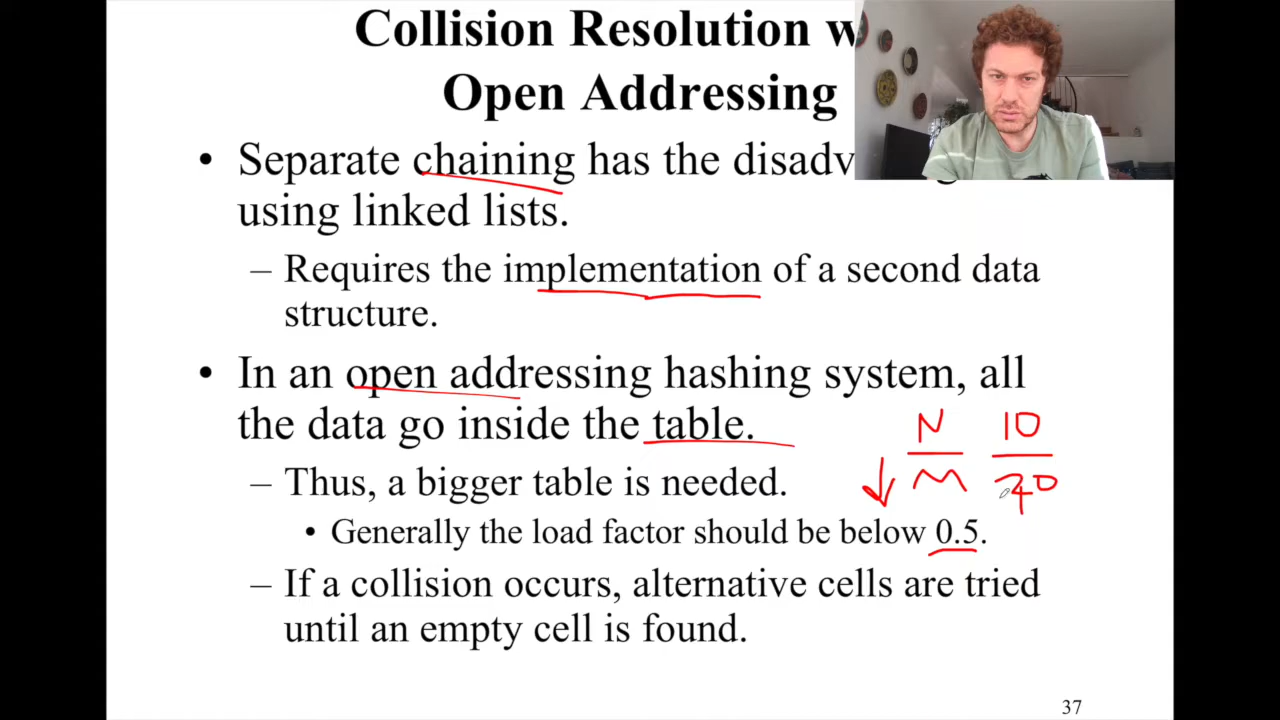 Collision Resolution w
Open Addressing
• Separate chaining has the disadv
using linked lists.
– Requires the implementation of a second data
structure.
• In an open addressing hashing system, all
the data go inside the table.
N 10
M
– Thus, a bigger table is needed.
• Generally the load factor should be below 0.5.
– If a collision occurs, alternative cells are tried
until an empty cell is found.
37